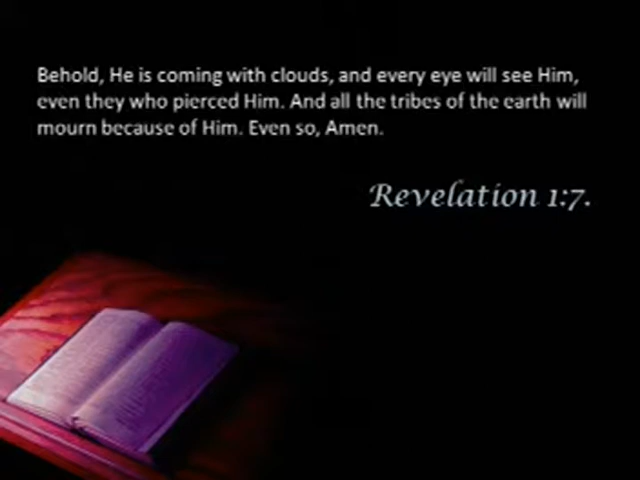 Behold, He is coming with clouds, and every eye will see Him,
even they who pierced Him. And all the tribes of the earth will
mourn because of Him. Even so, Amen.
Revelation 1:7.